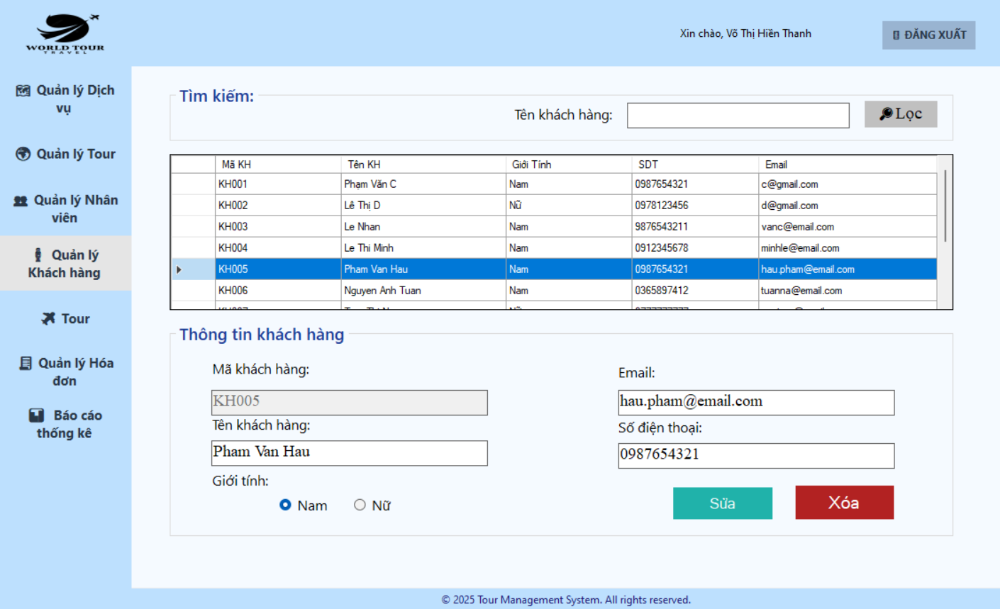 WORLD TOUR
TRAVEL
Xin chào, Võ Thị Hiền Thanh
ĐĂNG XUẤT
Quản lý Dịch
vụ
Quản lý Tour
Quản lý Nhân
viên
Quản lý
Khách hàng
Tour
Quản lý Hóa
đơn
Báo cáo
thống kê
Tìm kiếm:
Tên khách hàng:
Lọc
Mã KH Tên KH Giới Tính SDT Email
KH001 Phạm Văn C Nam 0987654321 c@gmail.com
KH002 Lê Thị D Nữ 0978123456 d@gmail.com
KH003 Le Nhan Nam 9876543211 vanc@email.com
KH004 Le Thi Minh Nam 0912345678 minhle@email.com
KH005 Pham Van Hau Nam 0987654321 hau.pham@email.com
KH006 Nguyen Anh Tuan Nam 0365897412 tuanna@email.com
Thông tin khách hàng
Mã khách hàng:
KH005
Tên khách hàng:
Pham Van Hau
Giới tính:
Nam Nữ
Email:
hau.pham@email.com
Số điện thoại:
0987654321
Sửa Xóa
© 2025 Tour Management System. All rights reserved.